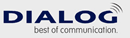 DIALOG
best of communication.